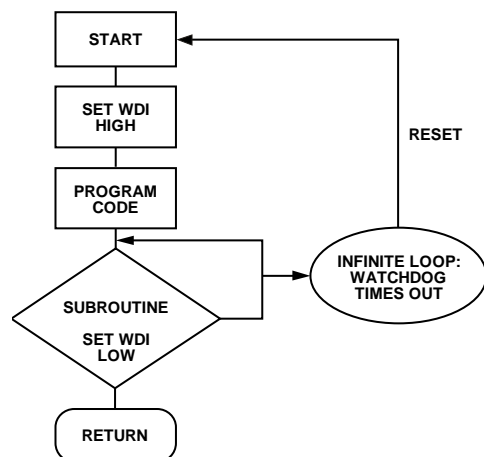 START
SET WDI
HIGH
PROGRAM
CODE
SUBROUTINE
SET WDI
LOW
RETURN
INFINITE LOOP:
WATCHDOG
TIMES OUT
RESET